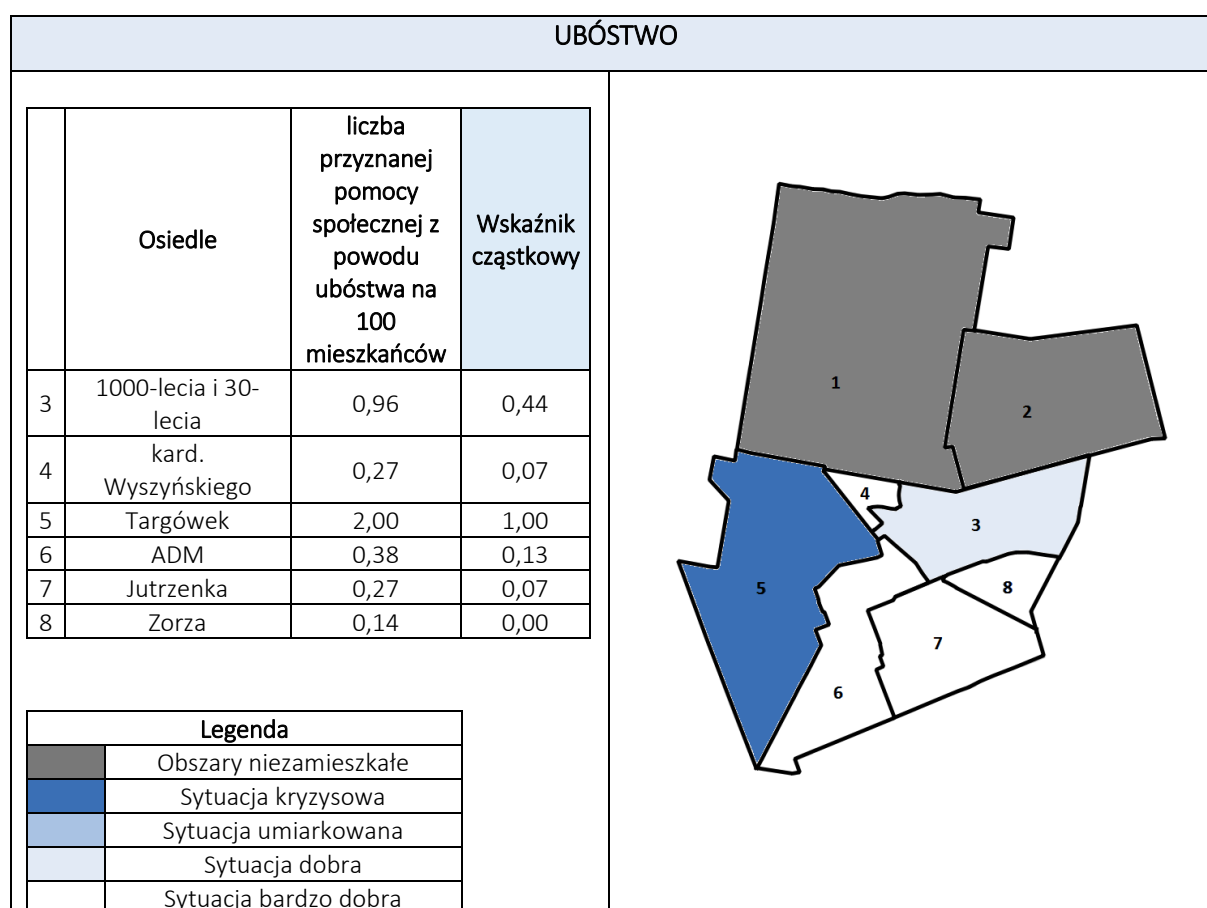 UBÓSTWO
Osiedle
liczba
przyznanej
pomocy
społecznej z
powodu
ubóstwa na
100
mieszkańców
Wskaźnik
cząstkowy
3 1000-lecia i 30-
lecia 0,96 0,44
4 kard.
Wyszyńskiego 0,27 0,07
5 Targówek 2,00 1,00
6 ADM 0,38 0,13
7 Jutrzenka 0,27 0,07
8 Zorza 0,14 0,00
Legenda
Obszary niezamieszkałe
Sytuacja kryzysowa
Sytuacja umiarkowana
Sytuacja dobra
Sytuacja bardzo dobra
1
2
4
3
5
8
7
6